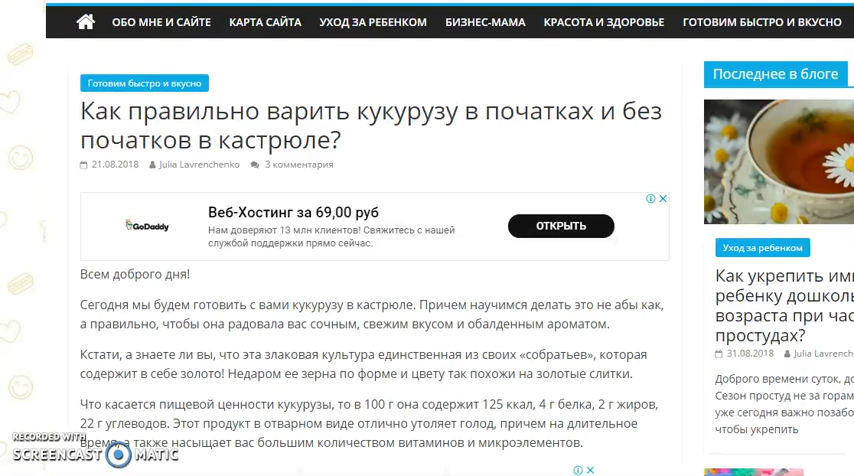 ОБО МНЕ И САЙТЕ КАРТА САЙТА УХОД ЗА РЕБЕНКОМ БИЗНЕС-МАМА КРАСОТА И ЗДОРОВЬЕ ГОТОВИМ БЫСТРО И ВКУСНО
Готовим быстро и вкусно
Как правильно варить кукурузу в початках и без
початков в кастрюле?
21.08.2018 Julia Lavrenchenko 3 комментария
GoDaddy
Веб-Хостинг за 69,00 руб
Нам доверяют 13 млн клиентов! Свяжитесь с нашей
службой поддержки прямо сейчас.
ОТКРЫТЬ
Всем доброго дня!
Сегодня мы будем готовить с вами кукурузу в кастрюле. Причем научимся делать это не абы как,
а правильно, чтобы она радовала вас сочным, свежим вкусом и обалденным ароматом.
Кстати, а знаете ли вы, что эта злаковая культура единственная из своих «собратьев», которая
содержит в себе золото! Недаром ее зерна по форме и цвету так похожи на золотые слитки.
Что касается пищевой ценности кукурузы, то в 100 г она содержит 125 ккал, 4 г белка, 2 г жиров,
22 г углеводов. Этот продукт в отварном виде отлично утоляет голод, причем на длительное
время, а также насыщает вас большим количеством витаминов и микроэлементов.
Последнее в блоге
Уход за ребенком
Как укрепить им
ребенку дошколь
возраста при час
простудах?
31.08.2018 Julia Lavrench
Доброго времени суток, до
Сезон простуд не за горам
уже сегодня важно позабо
чтобы укрепить
RECORDED WITH
SCREENCAST MATIC